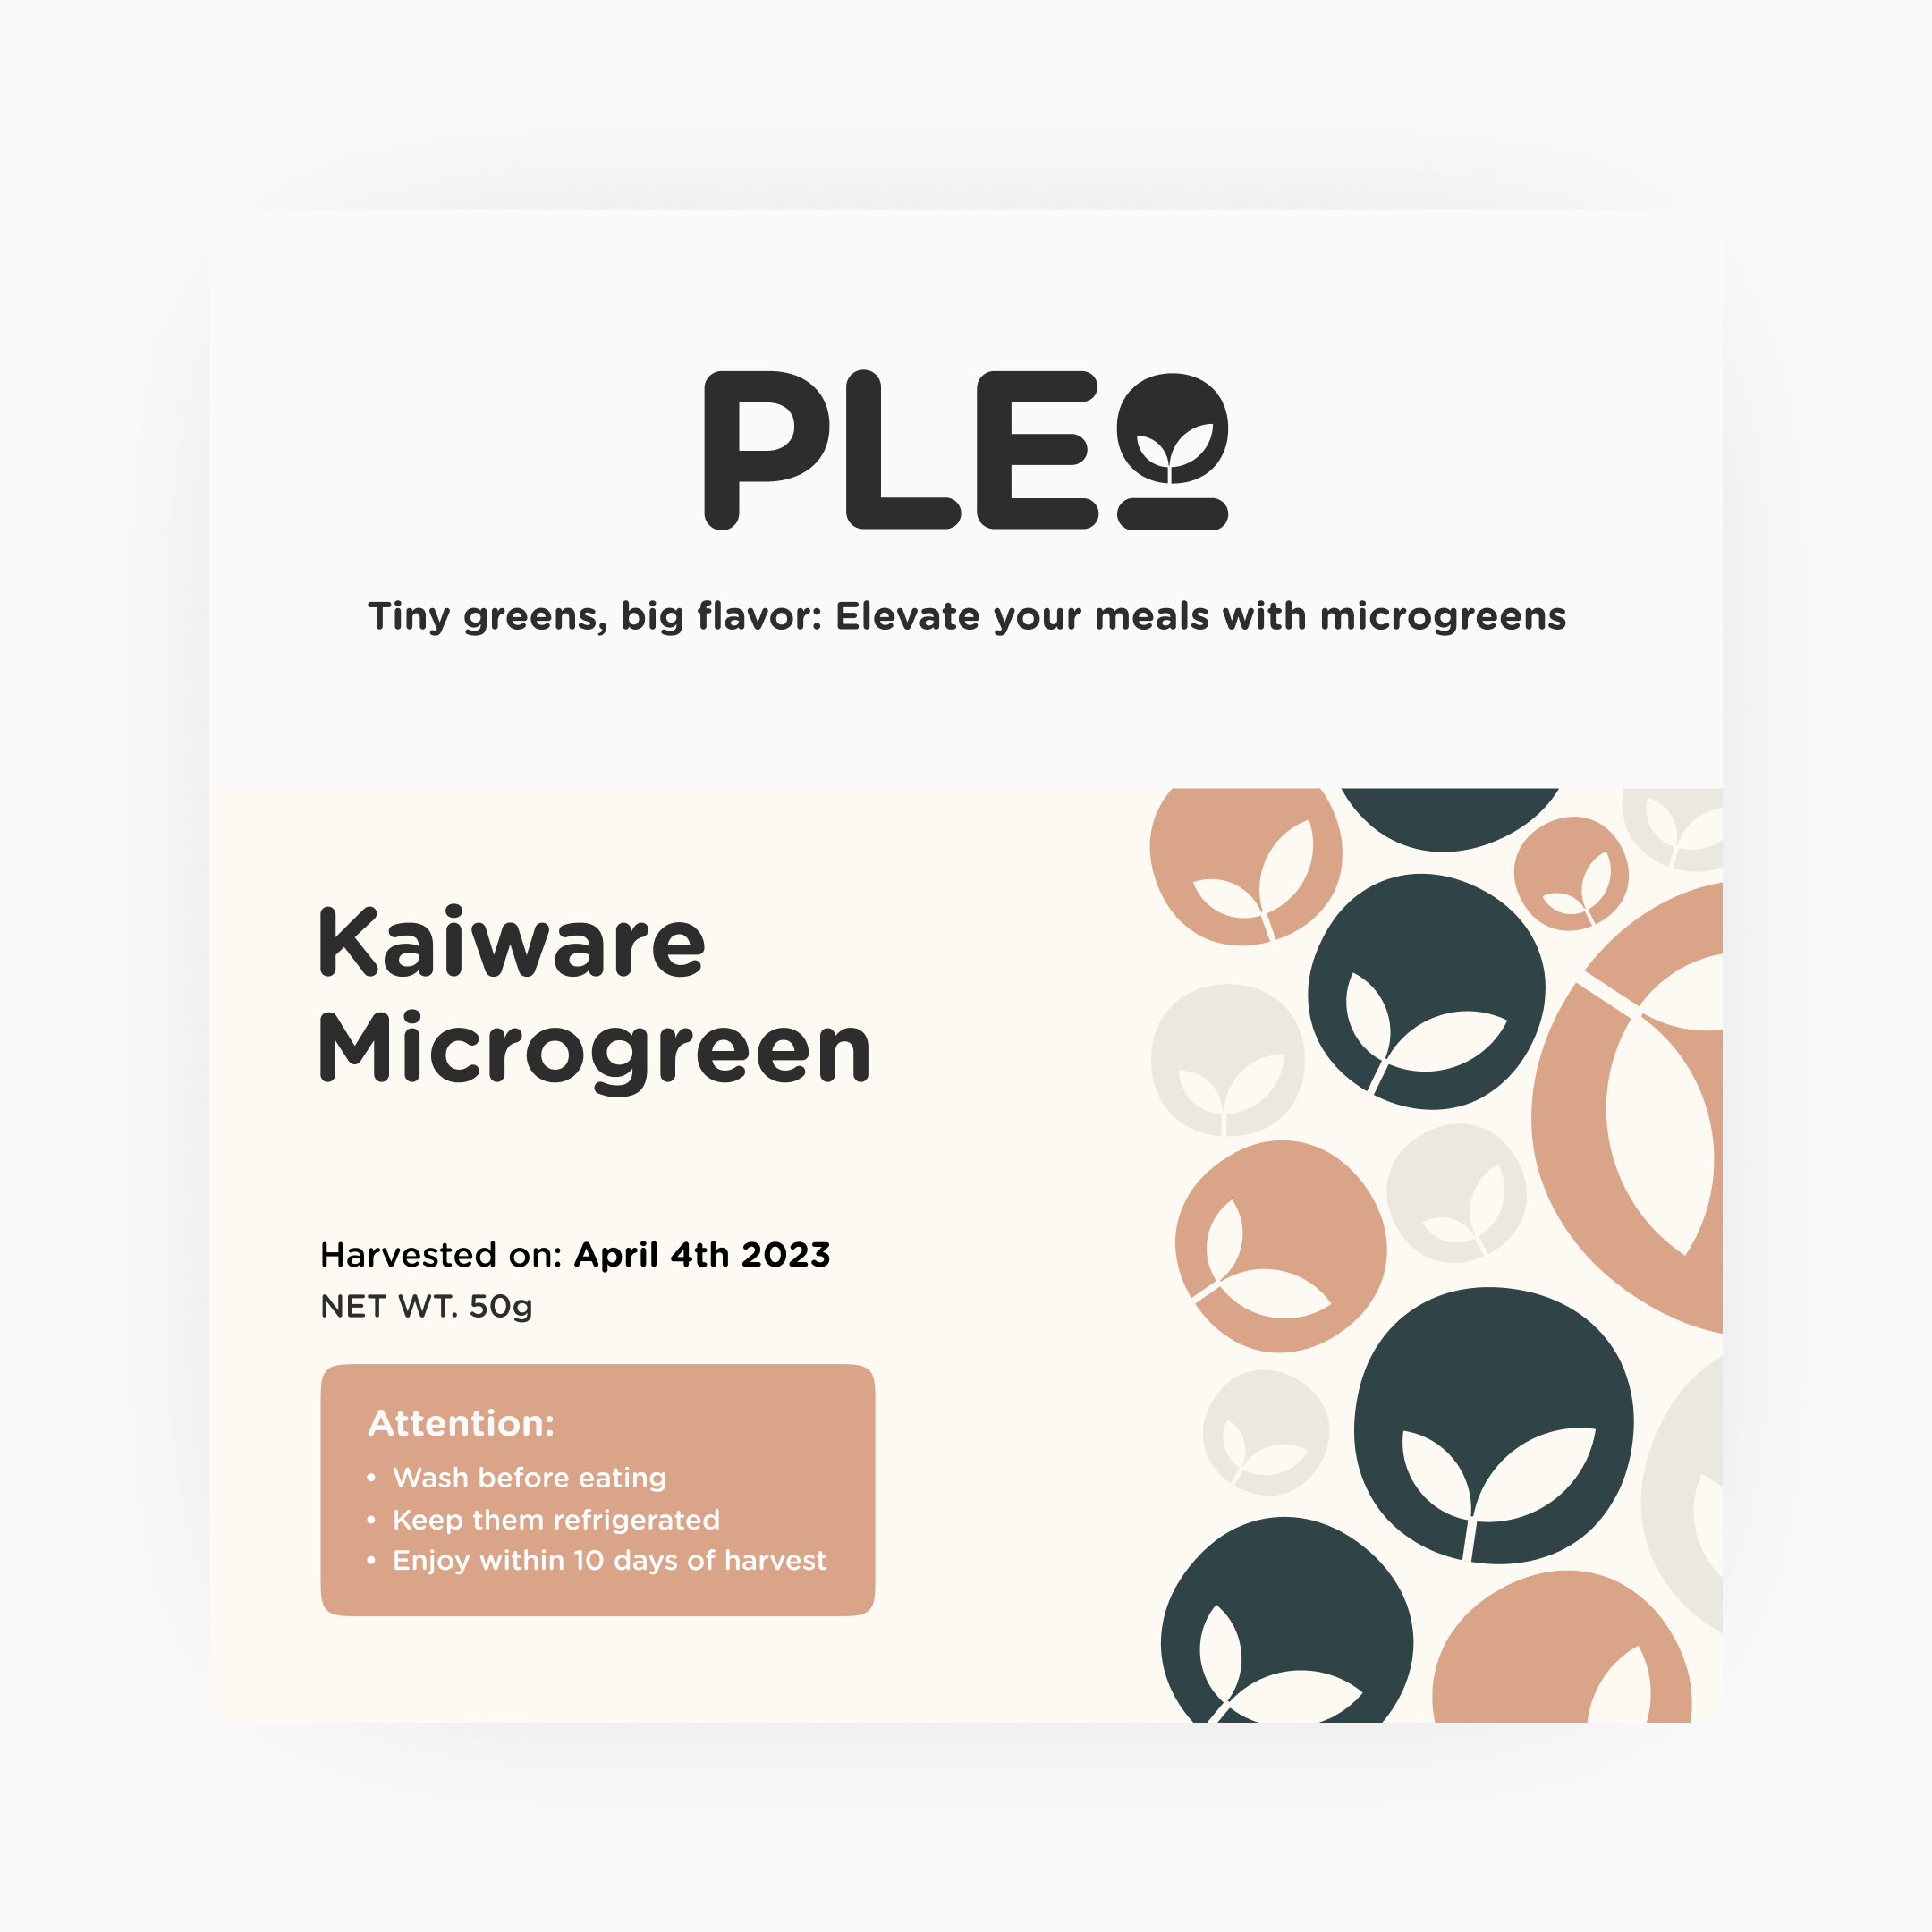 PLEO
Tiny greens, big flavor: Elevate your meals with microgreens
Kaiware
Microgreen
Harvested on: April 4th 2023
NET WT. 50g
Attention:
• Wash before eating
• Keep them refrigerated
• Enjoy within 10 days of harvest